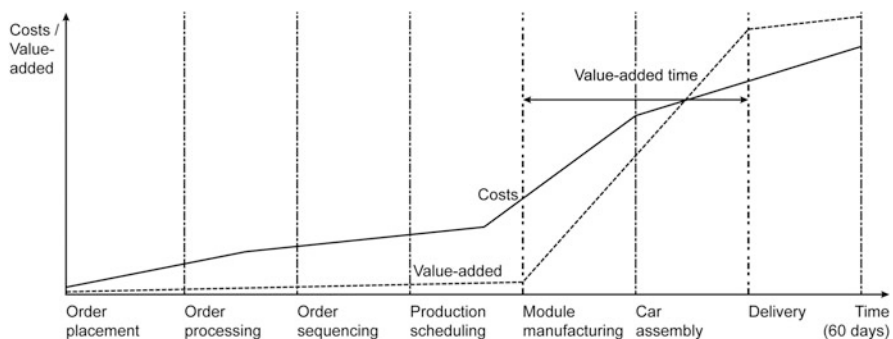 Costs /
Value-
added
Value-added time
Costs
Value-added
Order
placement
Order
processing
Order
sequencing
Production
scheduling
Module
manufacturing
Car
assembly
Delivery
Time
(60 days)